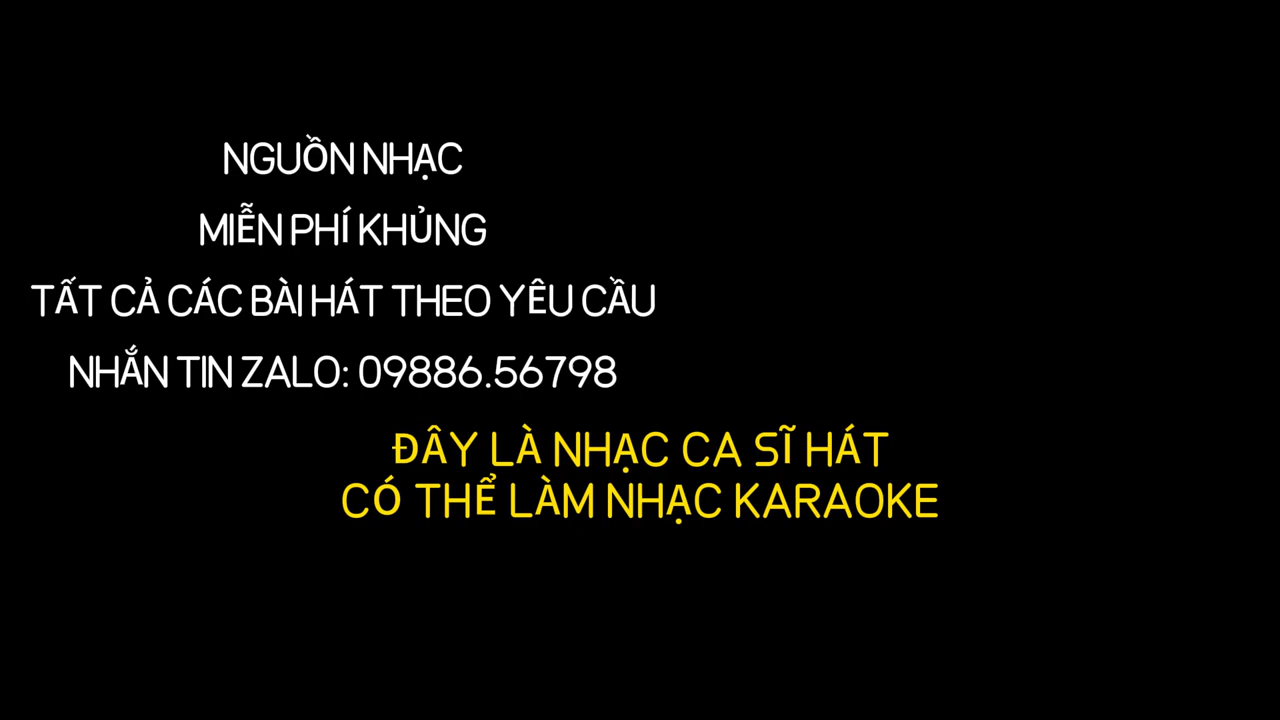 NGUỒN NHẠC
MIỄN PHÍ KHỦNG
TẤT CẢ CÁC BÀI HÁT THEO YÊU CẦU
NHẮN TIN ZALO: 09886.56798
ĐÂY LÀ NHẠC CA SĨ HÁT
CÓ THỂ LÀM NHẠC KARAOKE